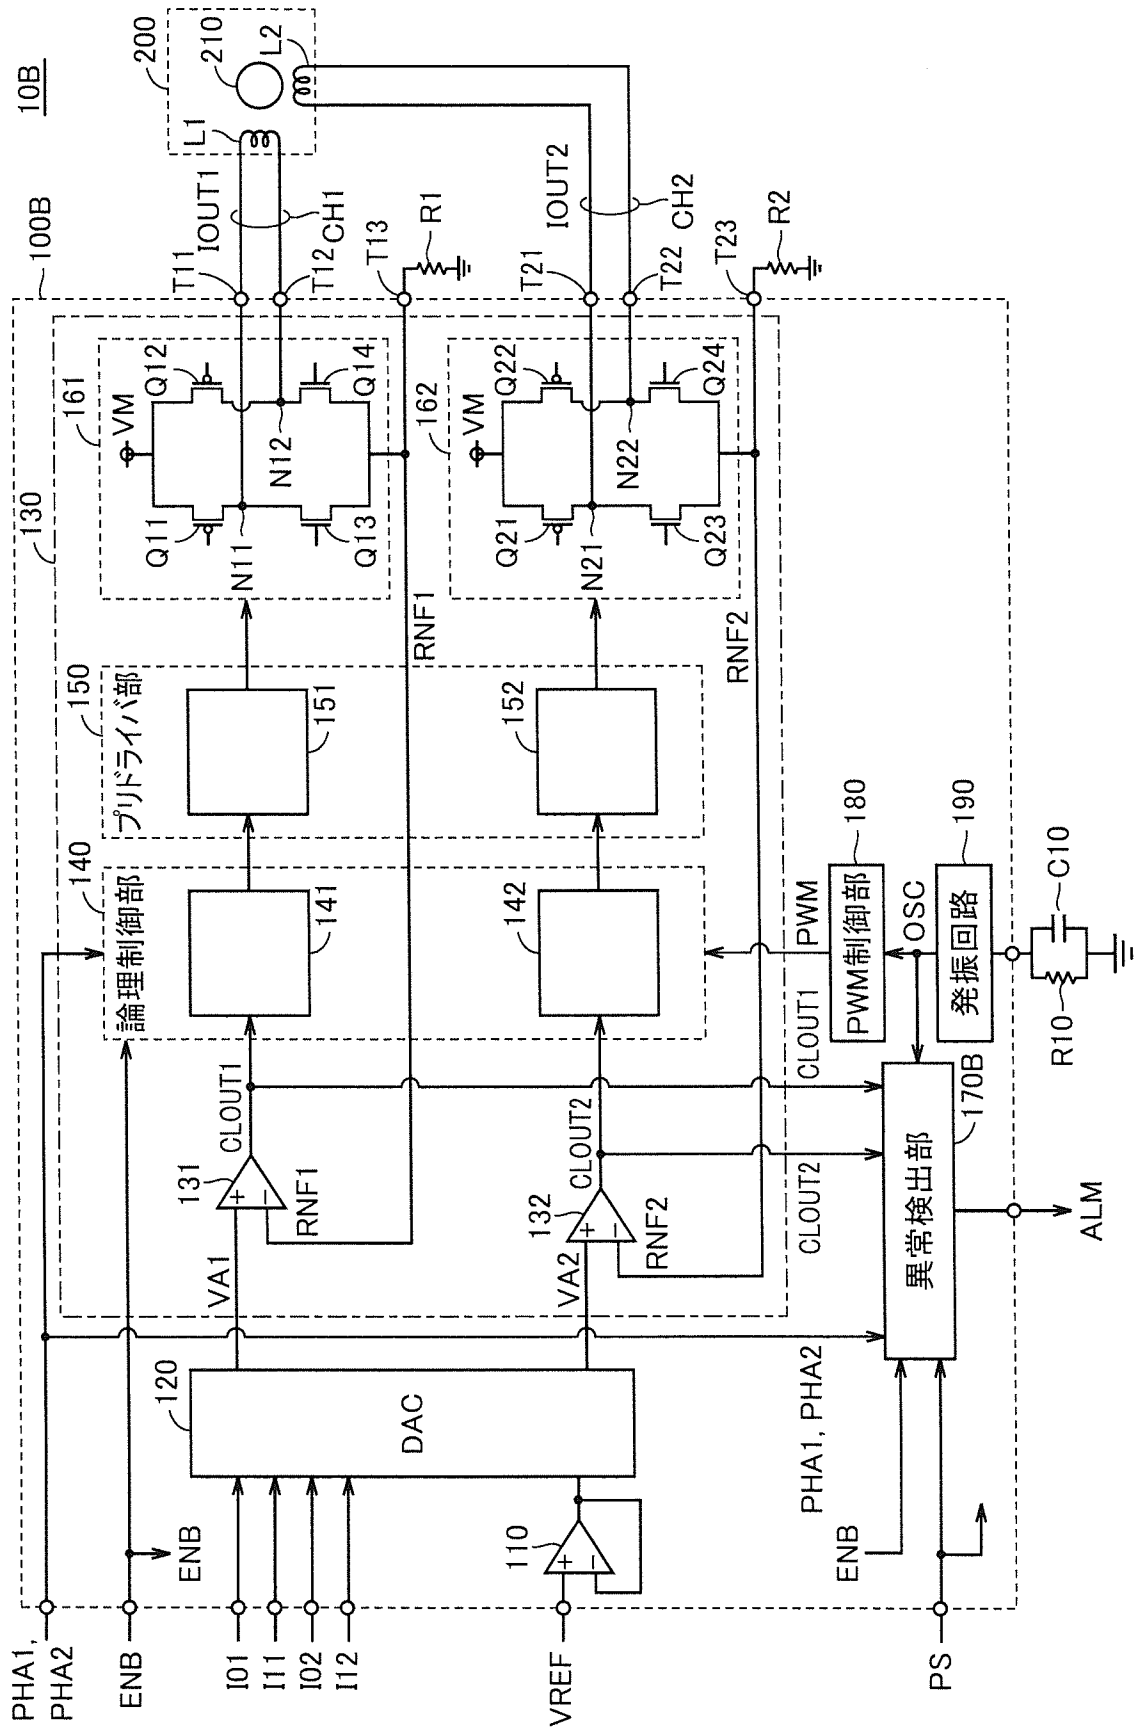 10B
100B
130
200
210
L1
L2
PHA1,
PHA2
ENB
ENB
I01
I11
I02
I12
VREF
110
120
DAC
VA1
VA2
131
RNF1
CLOUT1
132
RNF2
CLOUT2
140
論理制御部
141
142
150
プリドライバ部
151
152
161
VM
Q11
Q12
Q13
Q14
N11
N12
162
VM
Q21
Q22
Q23
Q24
N21
N22
RNF1
RNF2
T11
T12
T13
IOUT1
CH1
R1
T21
T22
T23
IOUT2
CH2
R2
PHA1, PHA2
ENB
PS
CLOUT2
CLOUT1
PWM
異常検出部
170B
ALM
PWM制御部
180
OSC
発振回路
190
R10
C10